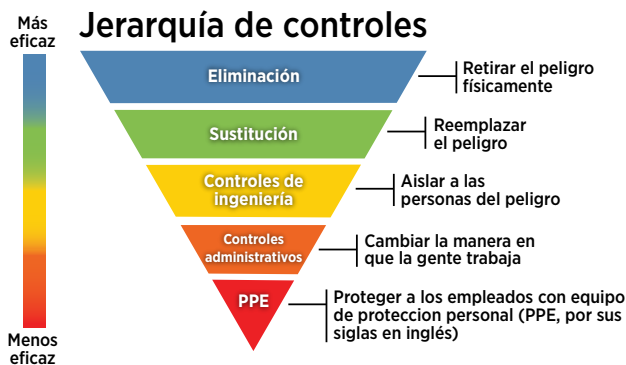 Más
eficaz
Jerarquía de controles
Eliminación
Retirar el peligro
físicamente
Sustitución
Reemplazar
el peligro
Controles de
ingeniería
Aislar a las
personas del peligro
Controles
administrativos
Cambiar la manera en
que la gente trabaja
PPE
Proteger a los empleados con equipo
de proteccion personal (PPE, por sus
siglas en inglés)
Menos
eficaz